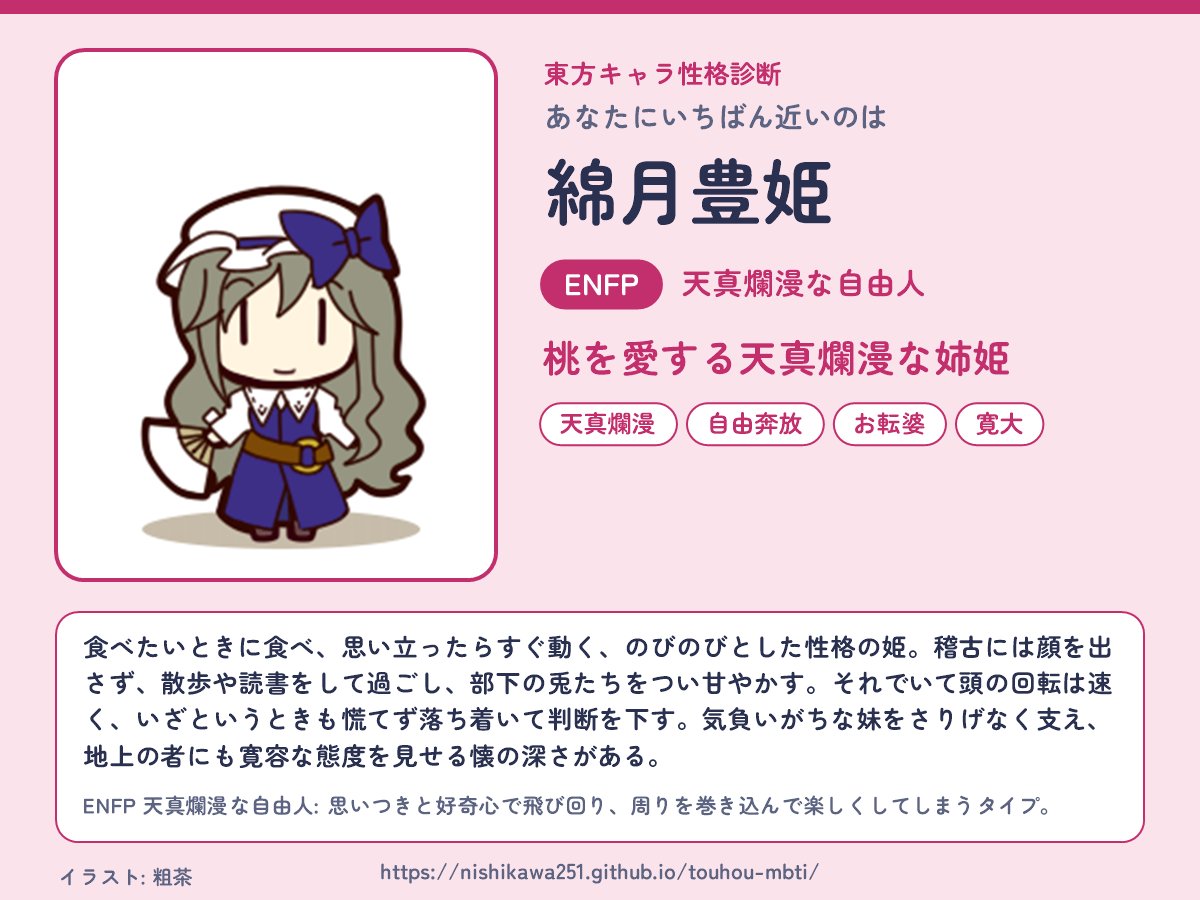 東方キャラ性格診断
あなたにいちばん近いのは
綿月豊姫
ENFP 天真爛漫な自由人
桃を愛する天真爛漫な姉姫
天真爛漫 自由奔放 お転婆 寛大
食べたいときに食べ、思い立ったらすぐ動く、のびのびとした性格の姫。稽古には顔を出
さず、散歩や読書をして過ごし、部下の兎たちをつい甘やかす。それでいて頭の回転は速
く、いざというときも慌てず落ち着いて判断を下す。気負いがちな妹をさりげなく支え、
地上の者にも寛容な態度を見せる懐の深さがある。
ENFP 天真爛漫な自由人: 思いつきと好奇心で飛び回り、周りを巻き込んで楽しくしてしまうタイプ。
イラスト: 粗茶
https://nishikawa251.github.io/touhou-mbti/